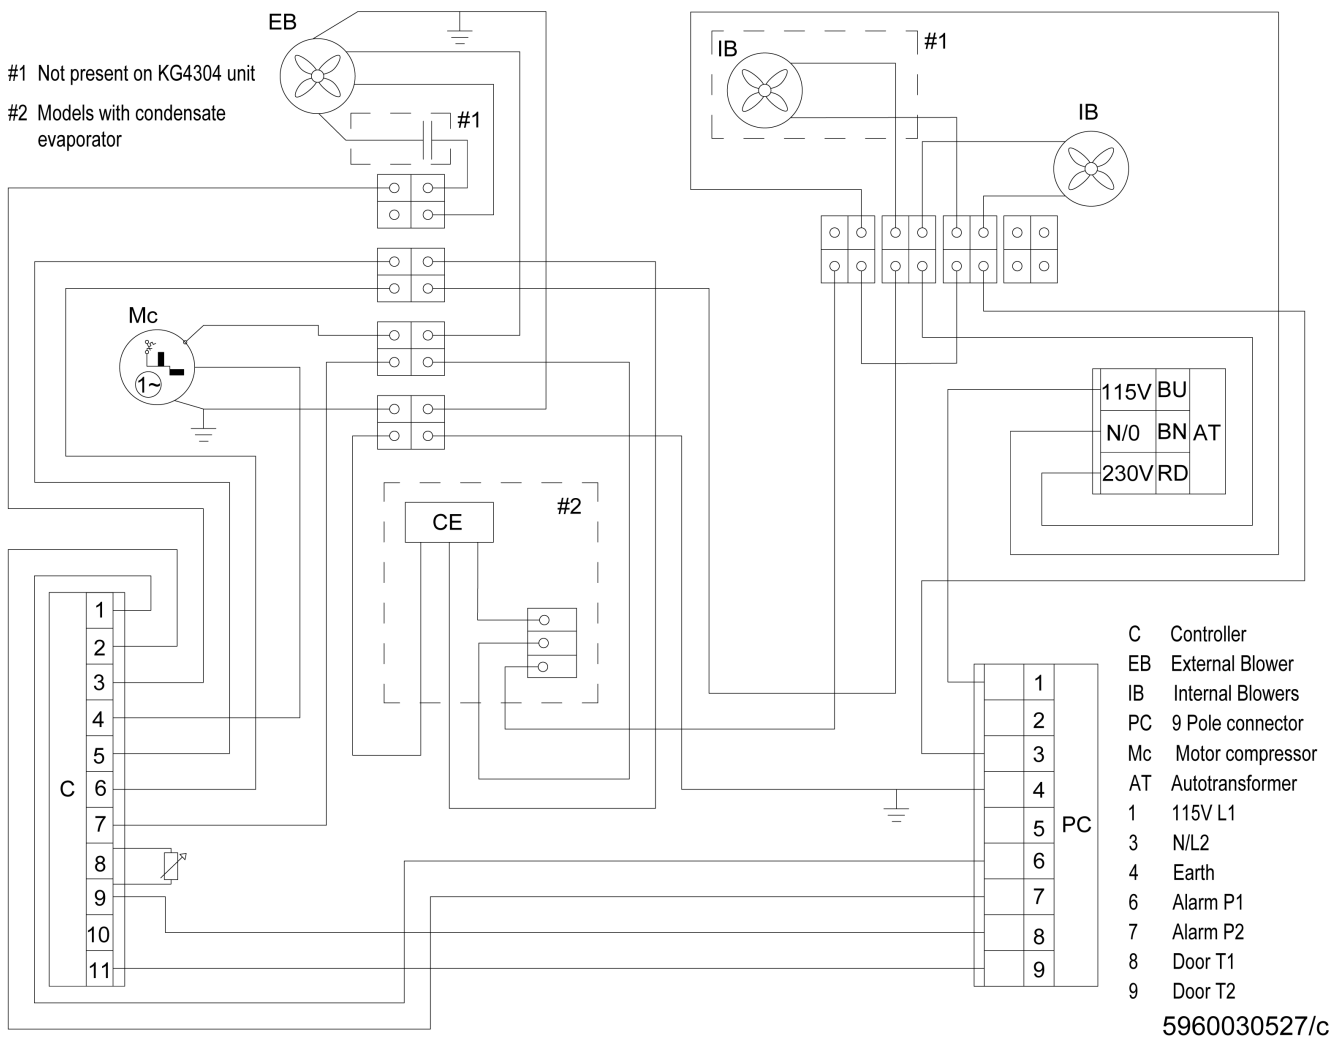 EB
#1 Not present on KG4304 unit
#2 Models with condensate
evaporator
#1
IB
#1
IB
Mc
1~
115V BU
N/0 BN AT
230V RD
CE
#2
C
1
2
3
4
5
6
7
8
9
10
11
PC
1
2
3
4
5
6
7
8
9
C Controller
EB External Blower
IB Internal Blowers
PC 9 Pole connector
Mc Motor compressor
AT Autotransformer
1 115V L1
3 N/L2
4 Earth
6 Alarm P1
7 Alarm P2
8 Door T1
9 Door T2
5960030527/c